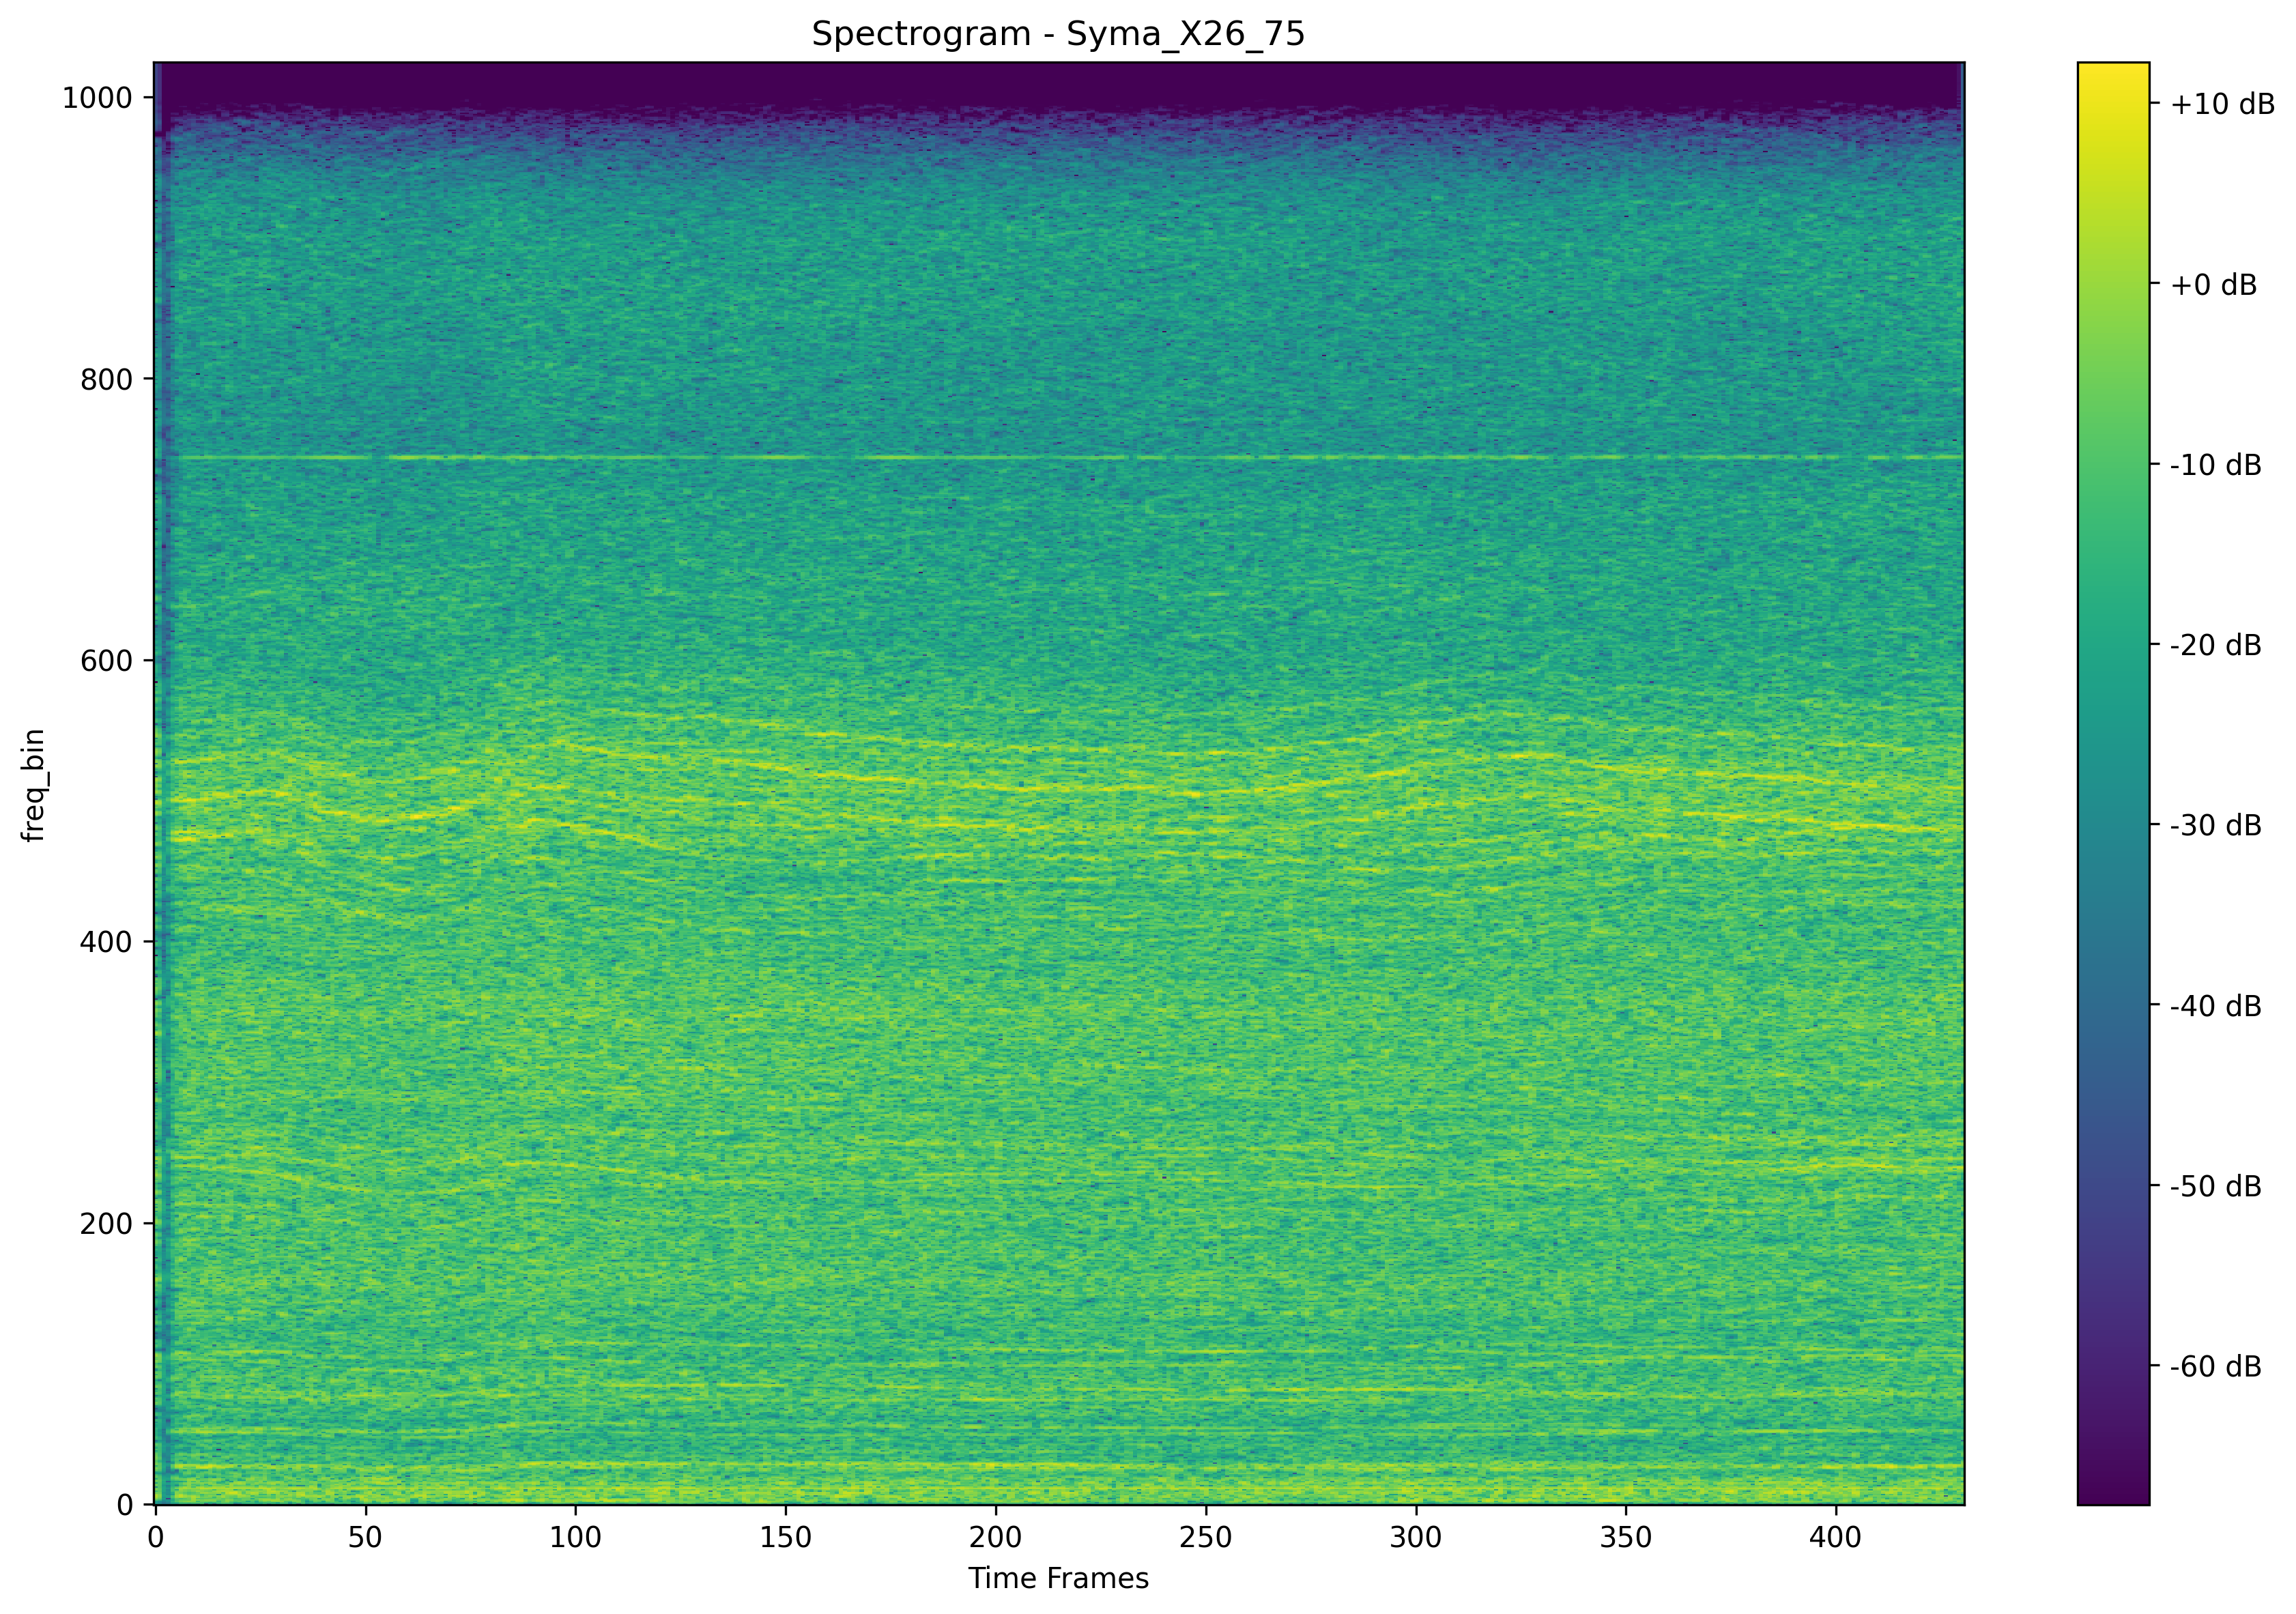 Spectrogram - Syma_X26_75
freq_bin
1000
800
600
400
200
0
0 50 100 150 200 250 300 350 400
Time Frames
+10 dB
+0 dB
-10 dB
-20 dB
-30 dB
-40 dB
-50 dB
-60 dB